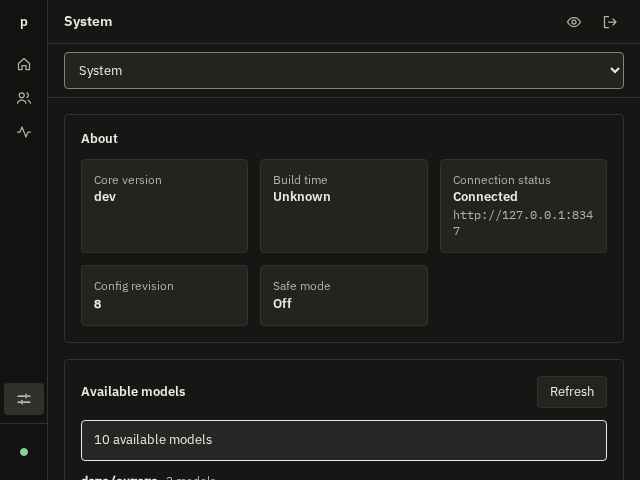 p
System
System
About
Core version
dev
Build time
Unknown
Connection status
Connected
http://127.0.0.1:834
7
Config revision
8
Safe mode
Off
Available models
Refresh
10 available models